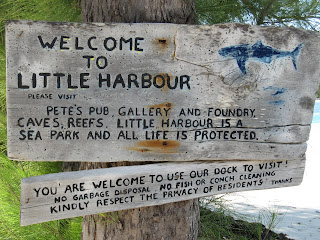 WELCOME
TO
LITTLE HARBOUR
PLEASE VISIT
PETE'S PUB, GALLERY AND FOUNDRY,
CAVES, REEFS. LITTLE HARBOUR IS A
SEA PARK AND ALL LIFE IS PROTECTED.
YOU ARE WELCOME TO USE OUR DOCK TO VISIT!
NO GARBAGE DISPOSAL NO FISH OR CONCH CLEANING
KINDLY RESPECT THE PRIVACY OF RESIDENTS THANKS